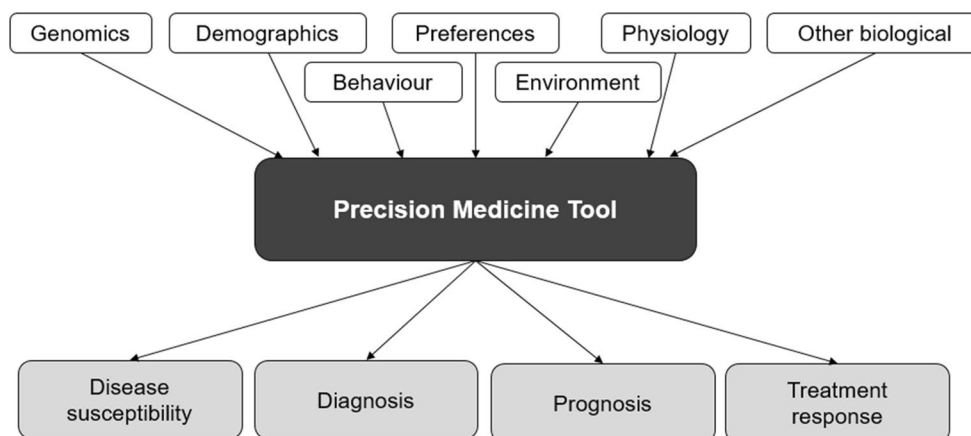 Genomics
Demographics
Preferences
Physiology
Other biological
Behaviour
Environment
Precision Medicine Tool
Disease
susceptibility
Diagnosis
Prognosis
Treatment
response